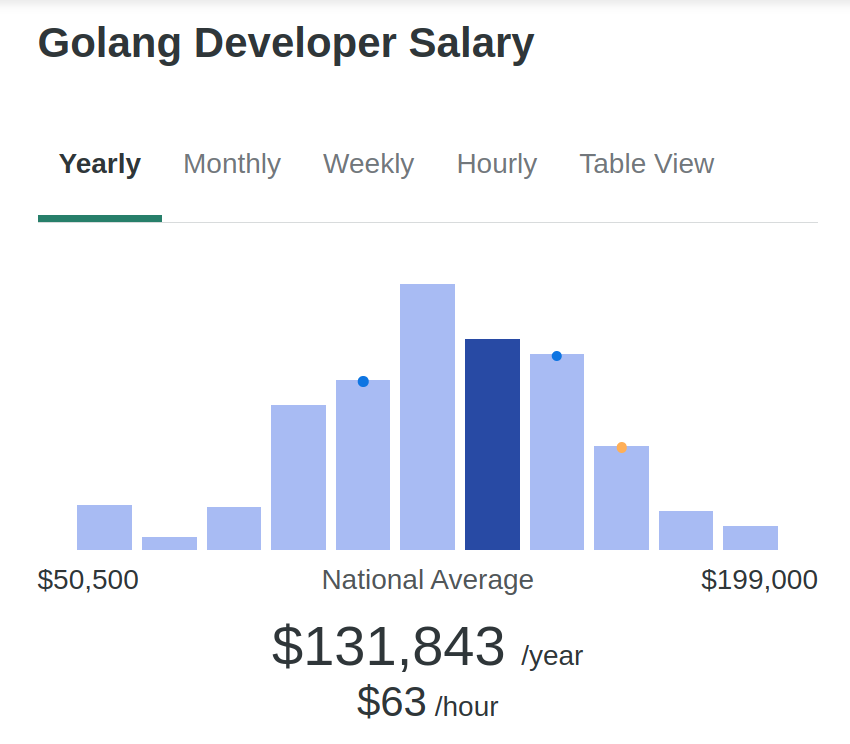 Golang Developer Salary
Yearly Monthly Weekly Hourly Table View
$50,500 National Average $199,000
$131,843 /year
$63 /hour